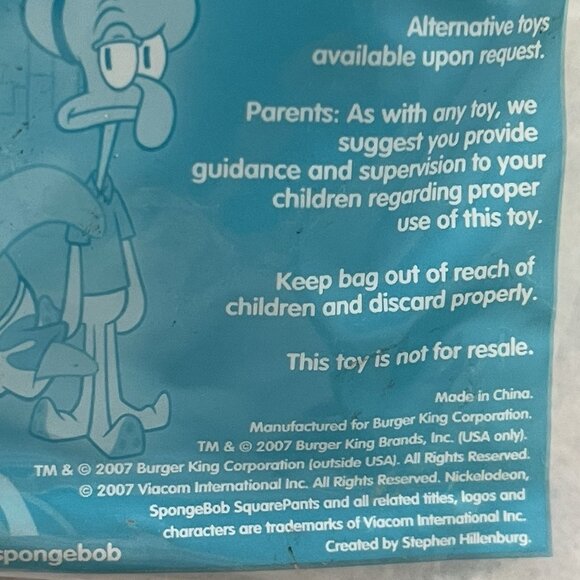 Alternative toys
available upon request.
Parents: As with any toy, we
suggest you provide
guidance and supervision to your
children regarding proper
use of this toy.
Keep bag out of reach of
children and discard properly.
This toy is not for resale.
Made in China.
Manufactured for Burger King Corporation.
TM & © 2007 Burger King Brands, Inc. (USA only).
TM & © 2007 Burger King Corporation (outside USA). All Rights Reserved.
© 2007 Viacom International Inc. All Rights Reserved. Nickelodeon,
SpongeBob SquarePants and all related titles, logos and
characters are trademarks of Viacom International Inc.
Created by Stephen Hillenburg.
spongebob